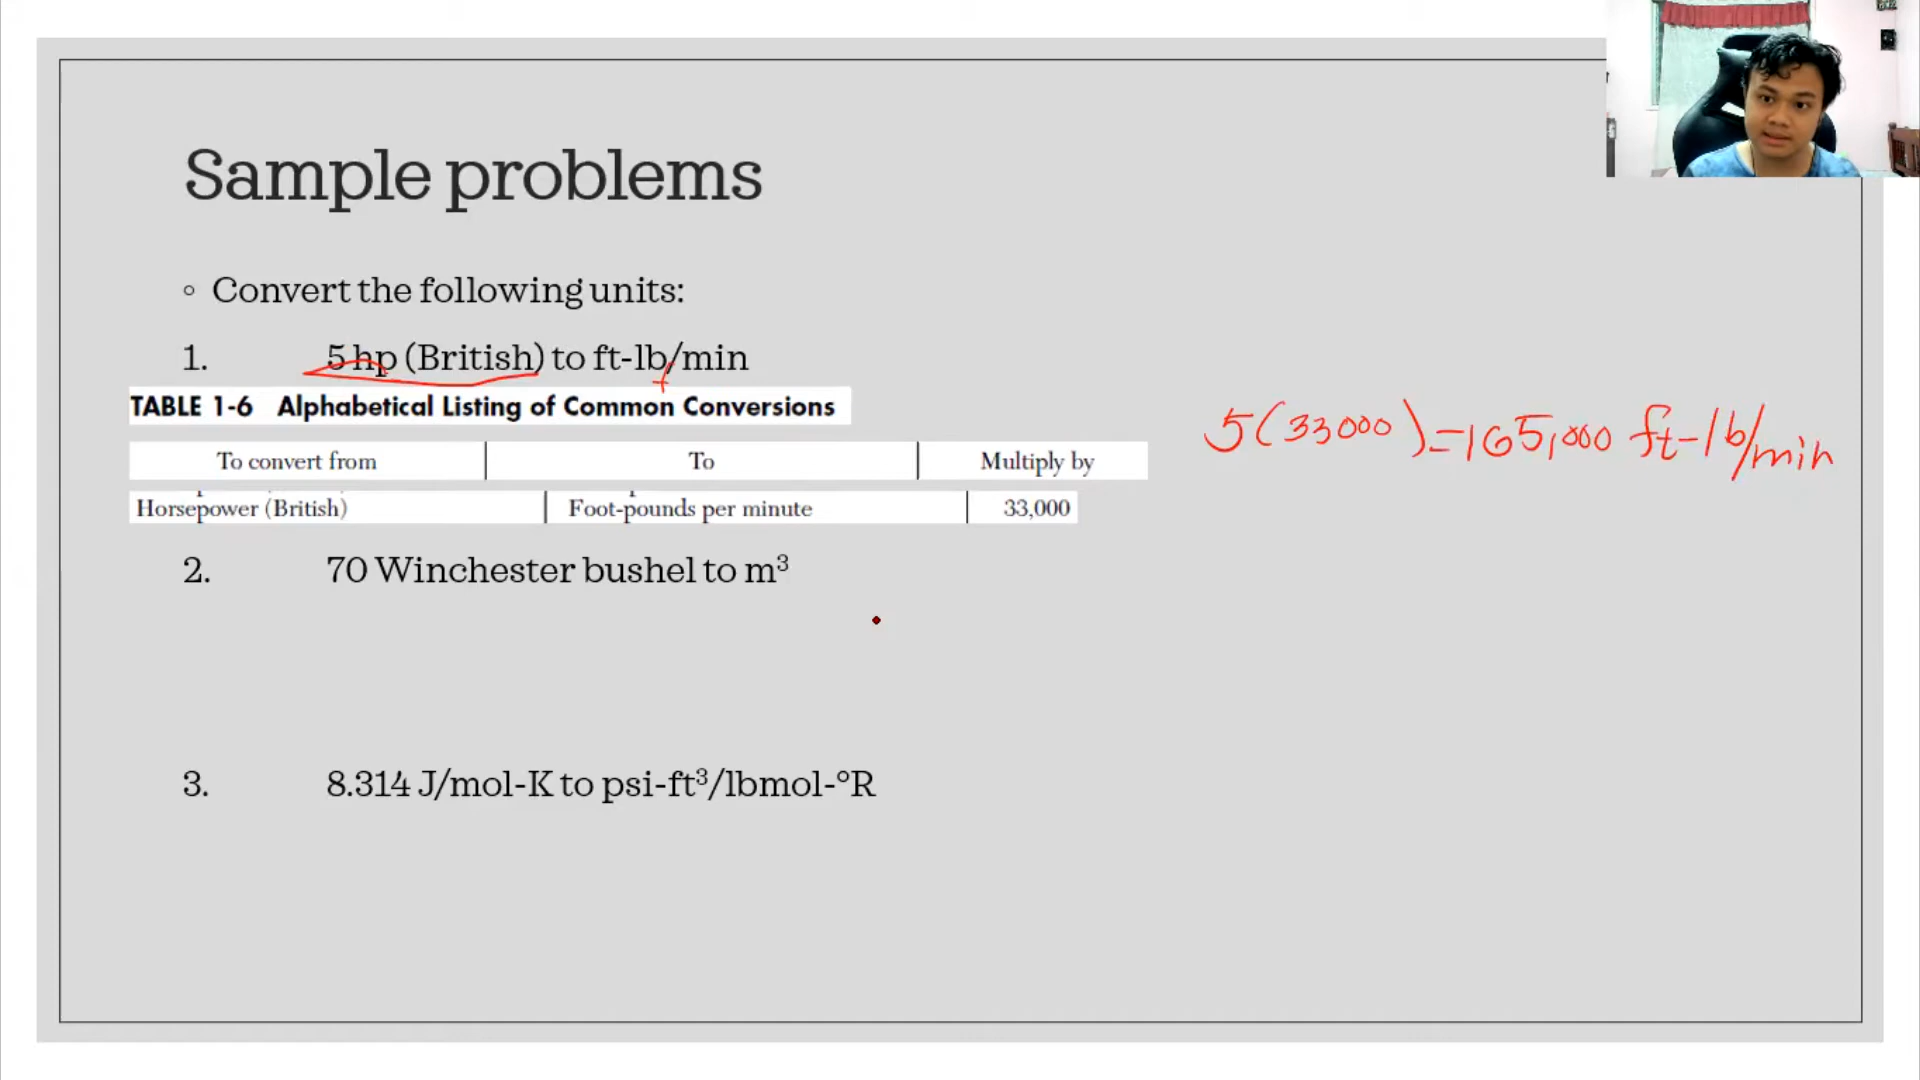 Sample problems
◦ Convert the following units:
1. 5 hp (British) to ft-lb/min
TABLE 1-6 Alphabetical Listing of Common Conversions
To convert from To Multiply by
Horsepower (British) Foot-pounds per minute 33,000
5(33000)=165,000 ft-lb/min
2. 70 Winchester bushel to m³
3. 8.314 J/mol-K to psi-ft³/lbmol-°R